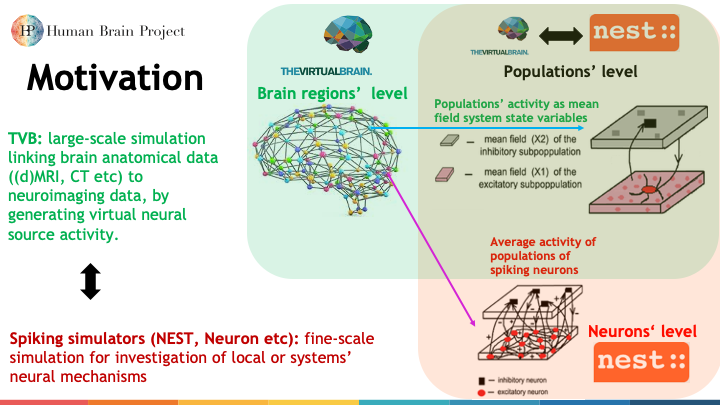 HP Human Brain Project
Motivation
TVB: large-scale simulation
linking brain anatomical data
((d)MRI, CT etc) to
neuroimaging data, by
generating virtual neural
source activity.
Spiking simulators (NEST, Neuron etc): fine-scale
simulation for investigation of local or systems’
neural mechanisms
THEVIRTUALBRAIN.
Brain regions’ level
THEVIRTUALBRAIN.
nest::
Populations’ level
Populations’ activity as mean
field system state variables
— mean field (X2) of the
inhibitory subpoppulation
— mean field (X1) of the
excitatory subpoppulation
Average activity of
populations of
spiking neurons
Neurons‘ level
nest::
— inhibitory neuron
— excitatory neuron